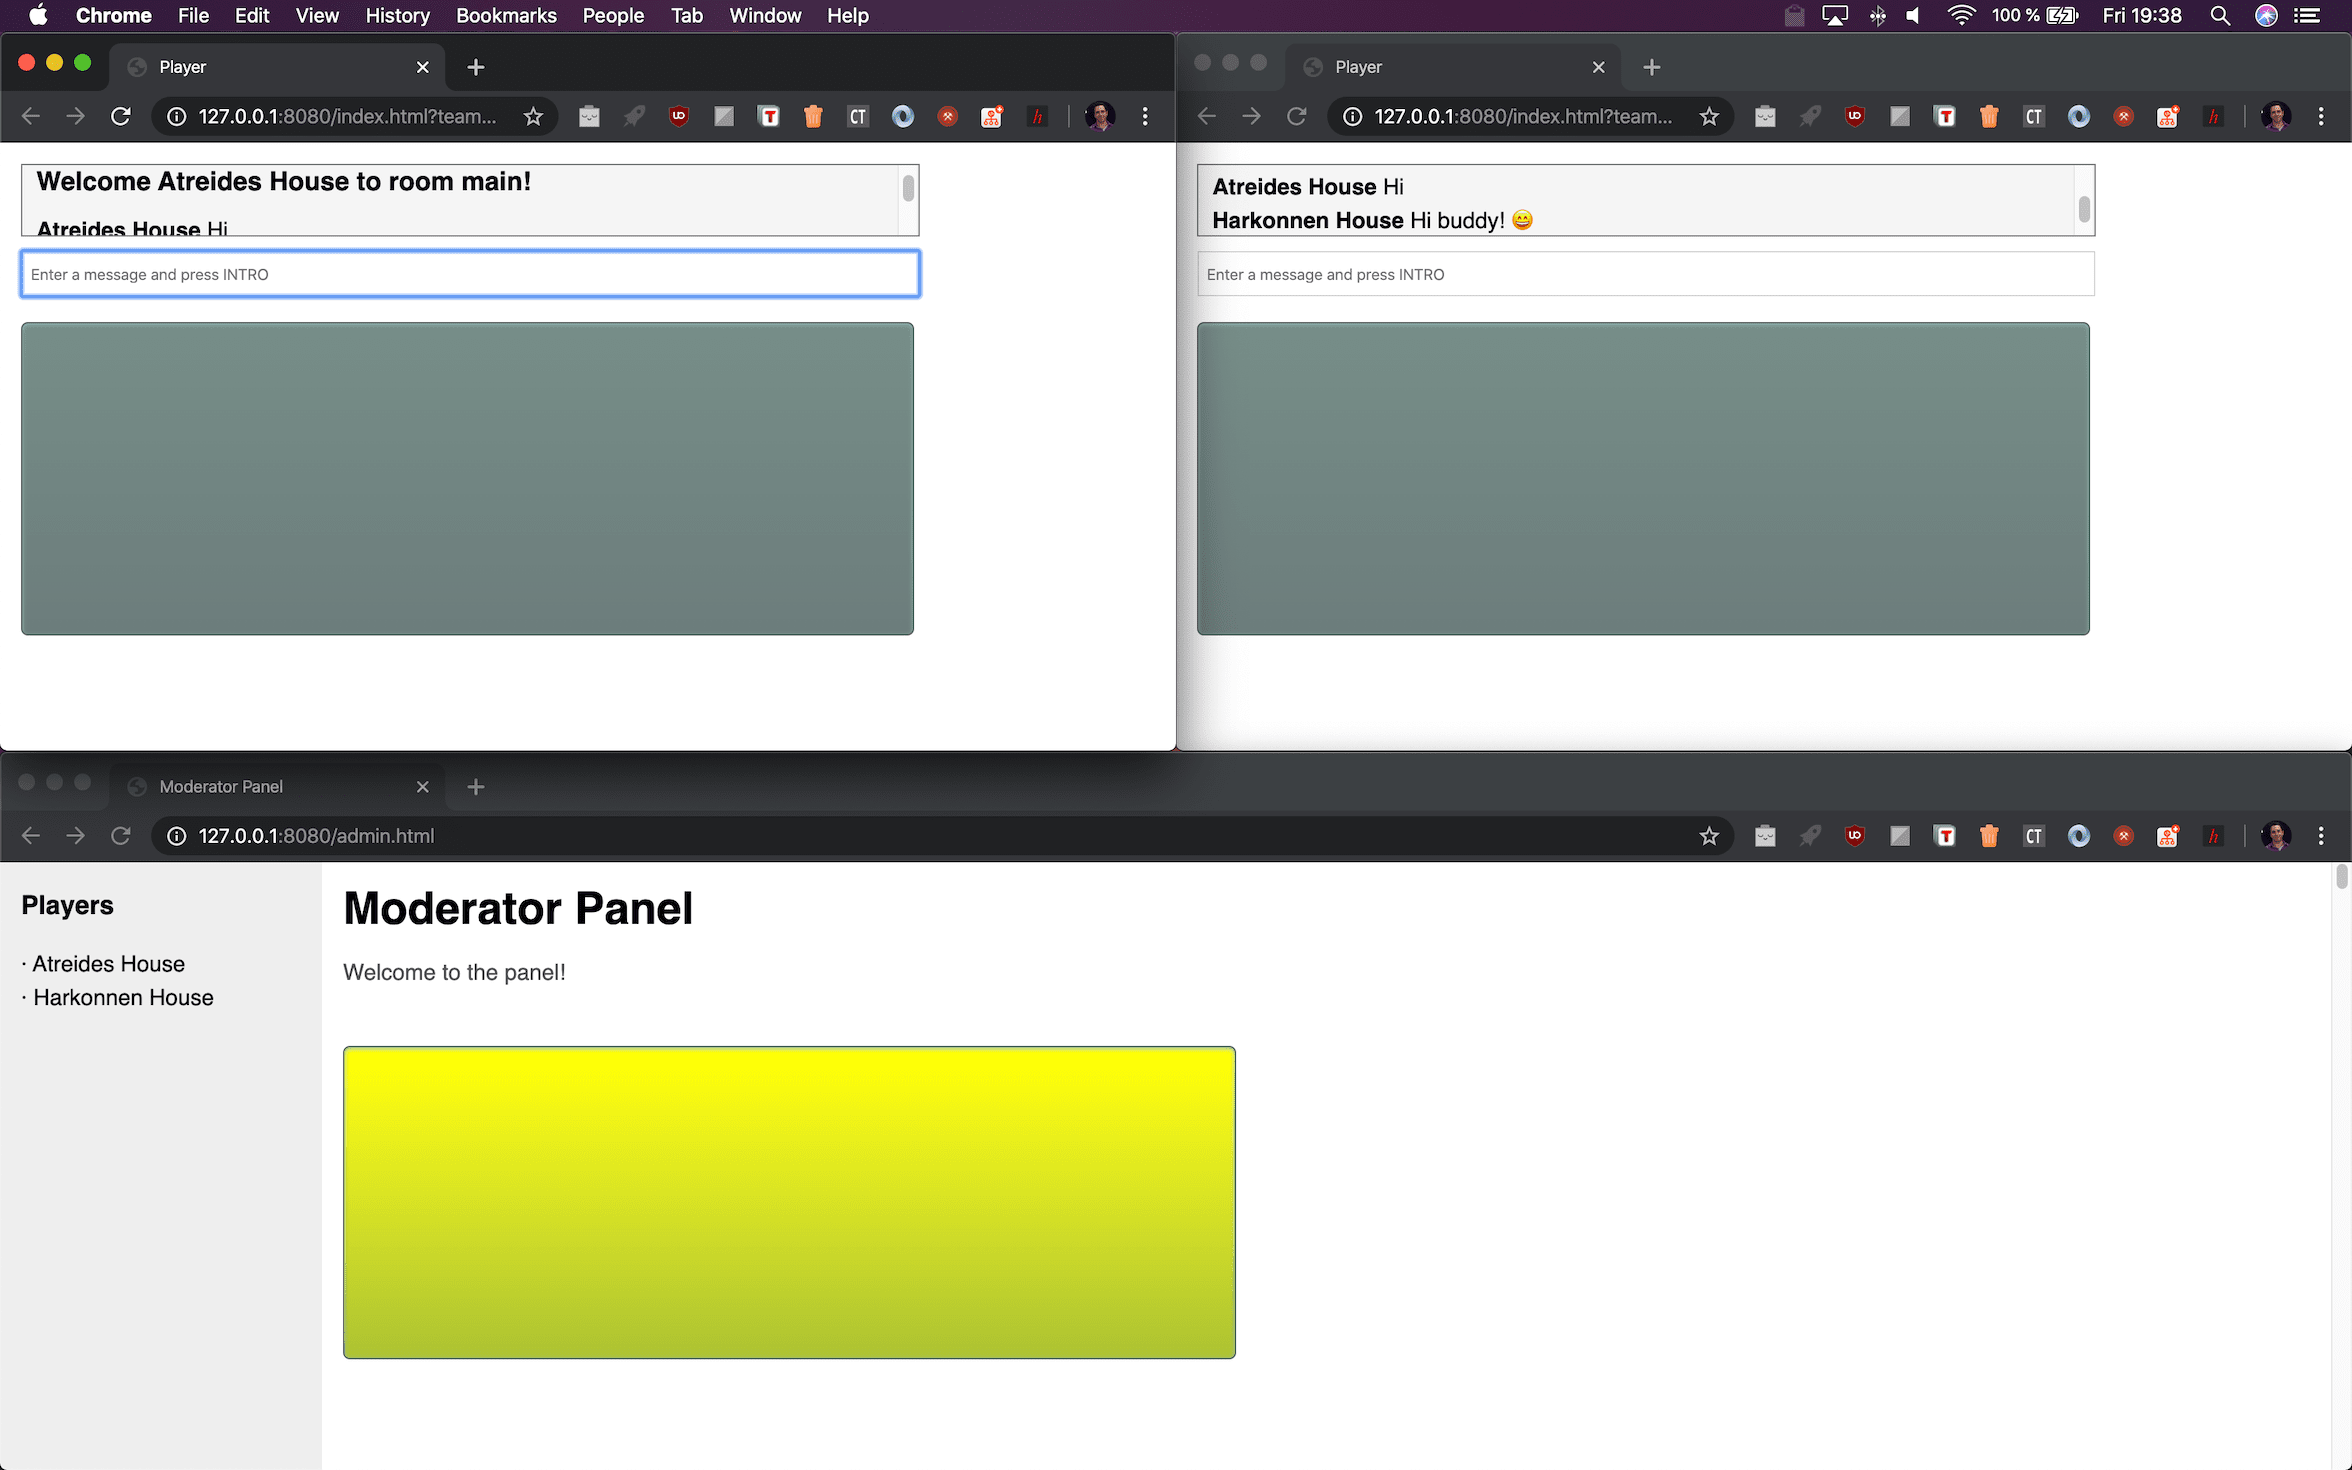 Chrome File Edit View History Bookmarks People Tab Window Help 100 % Fri 19:38
Player
127.0.0.1:8080/index.html?team... UD T CT h
Welcome Atreides House to room main!
Atreides House Hi
Enter a message and press INTRO
Player
127.0.0.1:8080/index.html?team... UD T CT h
Atreides House Hi
Harkonnen House Hi buddy! 😄
Enter a message and press INTRO
Moderator Panel
127.0.0.1:8080/admin.html UD T CT h
Players
· Atreides House
· Harkonnen House
Moderator Panel
Welcome to the panel!